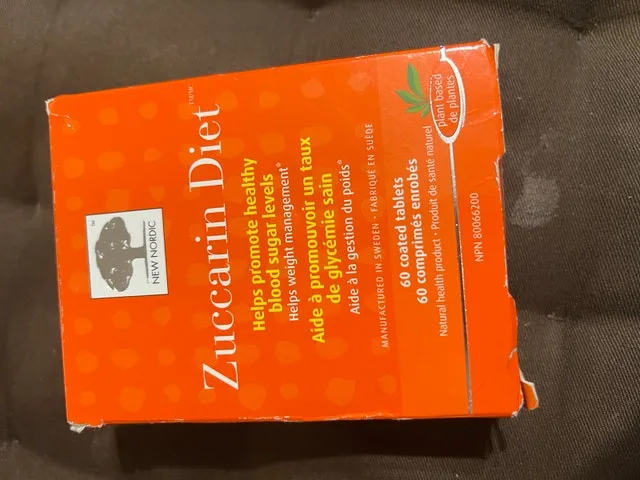 NEW NORDIC
TM
Zuccarin Diet
Helps promote healthy
blood sugar levels
Helps weight management*
Aide à promouvoir un taux
de glycémie sain
Aide à la gestion du poids*
MANUFACTURED IN SWEDEN · FABRIQUÉ EN SUÈDE
60 coated tablets
60 comprimés enrobés
Natural health product · Produit de santé naturel
plant based
de plantes
NPN 80066200